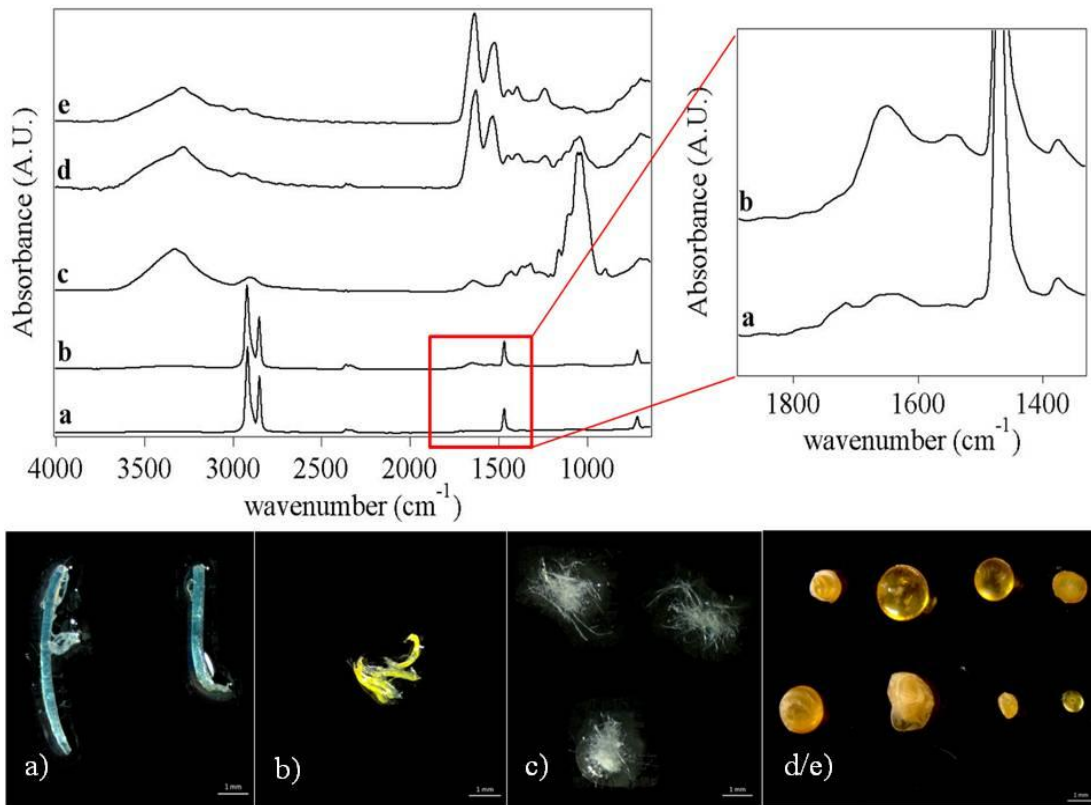 Absorbance (A.U.)
e
d
c
b
a
4000 3500 3000 2500 2000 1500 1000
wavenumber (cm-1)
Absorbance (A.U.)
b
a
1800 1600 1400
wavenumber (cm-1)
a)
1 mm
b)
1 mm
c)
1 mm
d/e)
1 mm